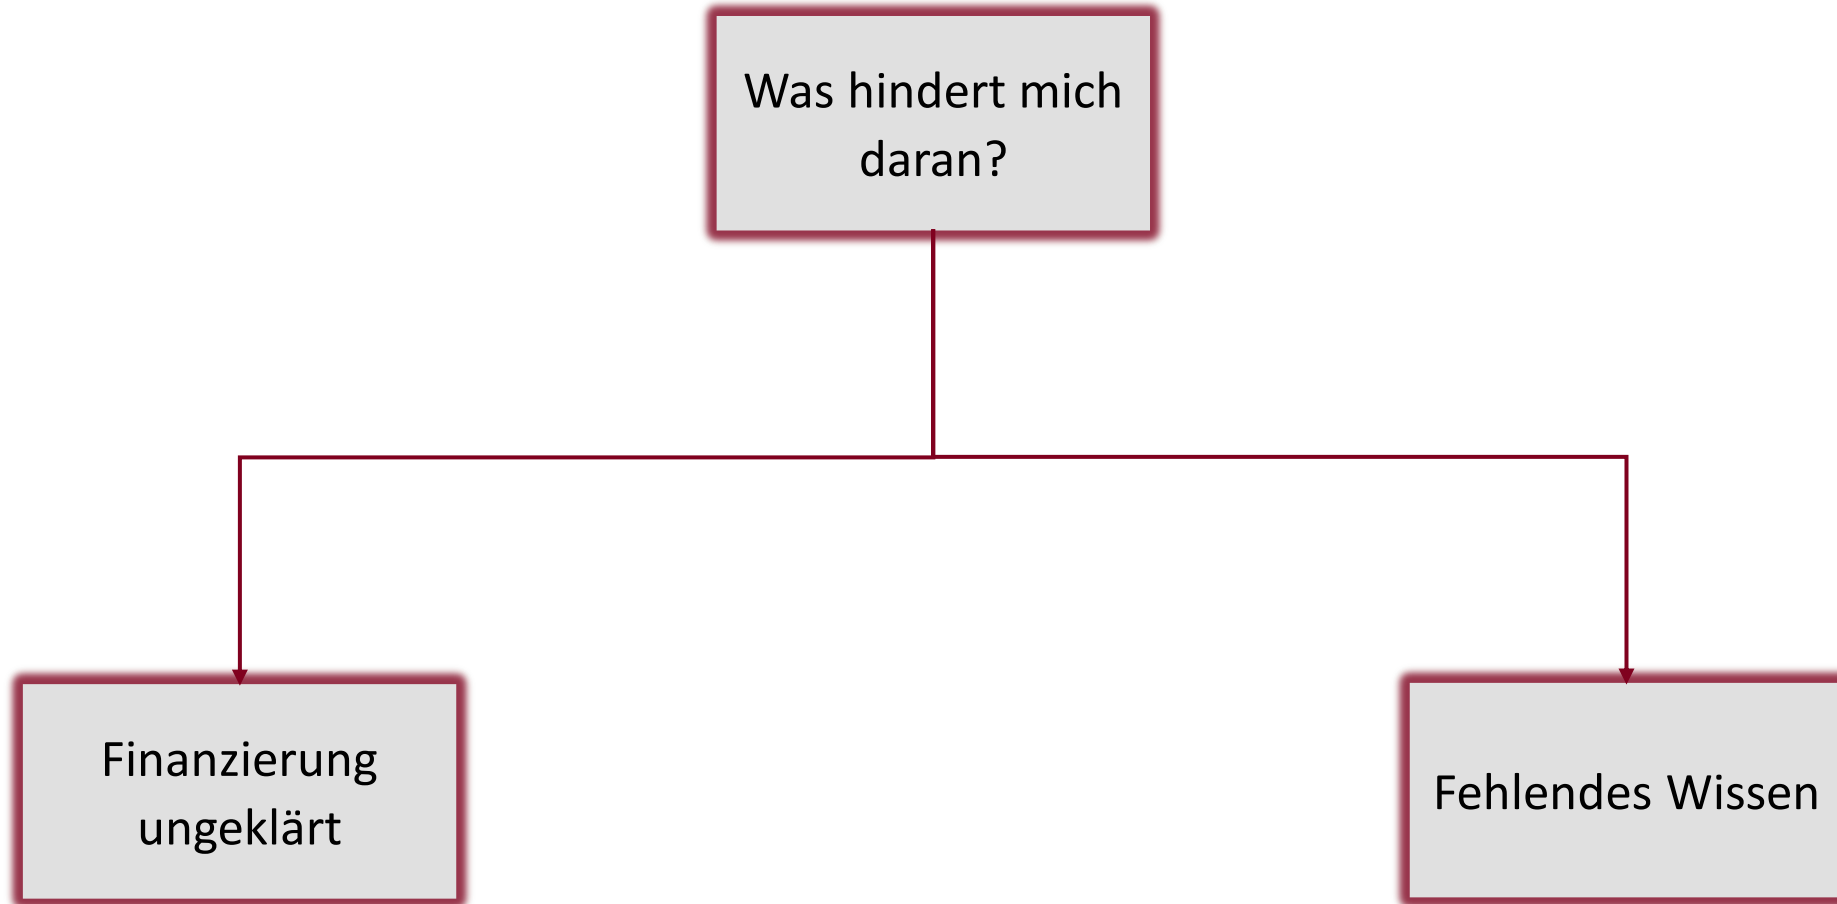 Was hindert mich
daran?
Finanzierung
ungeklärt
Fehlendes Wissen